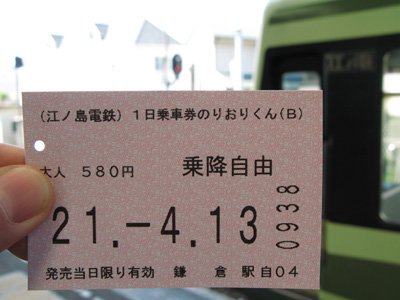 （江ノ島電鉄）１日乗車券のりおりくん(B)
大人 ５８０円 乗降自由
21.-4.13 0938
発売当日限り有効 鎌 倉 駅自０４